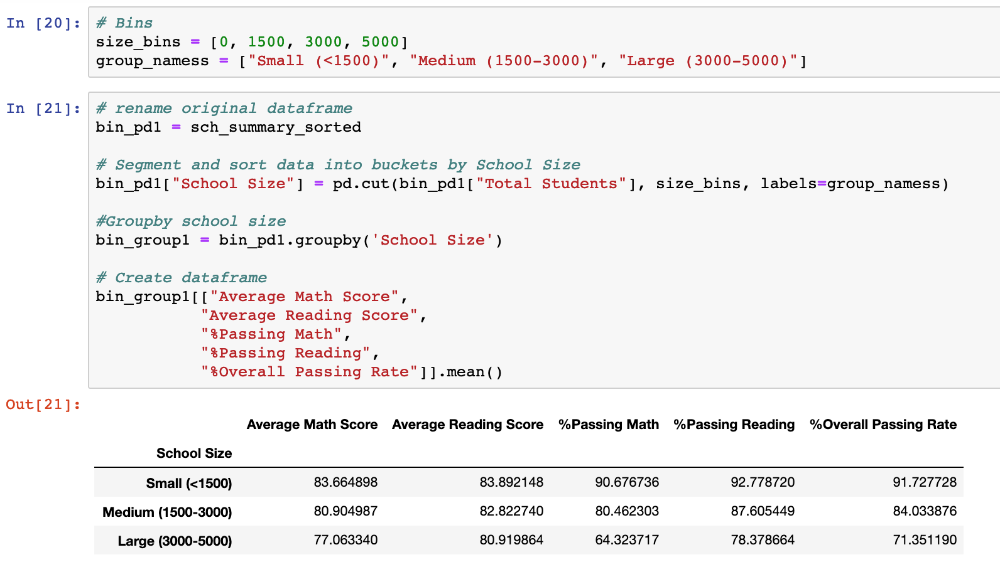 In [20]: # Bins
size_bins = [0, 1500, 3000, 5000]
group_namess = ["Small (<1500)", "Medium (1500-3000)", "Large (3000-5000)"]
In [21]: # rename original dataframe
bin_pd1 = sch_summary_sorted
# Segment and sort data into buckets by School Size
bin_pd1["School Size"] = pd.cut(bin_pd1["Total Students"], size_bins, labels=group_namess)
#Groupby school size
bin_group1 = bin_pd1.groupby('School Size')
# Create dataframe
bin_group1[["Average Math Score",
"Average Reading Score",
"%Passing Math",
"%Passing Reading",
"%Overall Passing Rate"]].mean()
Out[21]:
Average Math Score Average Reading Score %Passing Math %Passing Reading %Overall Passing Rate
School Size
Small (<1500) 83.664898 83.892148 90.676736 92.778720 91.727728
Medium (1500-3000) 80.904987 82.822740 80.462303 87.605449 84.033876
Large (3000-5000) 77.063340 80.919864 64.323717 78.378664 71.351190